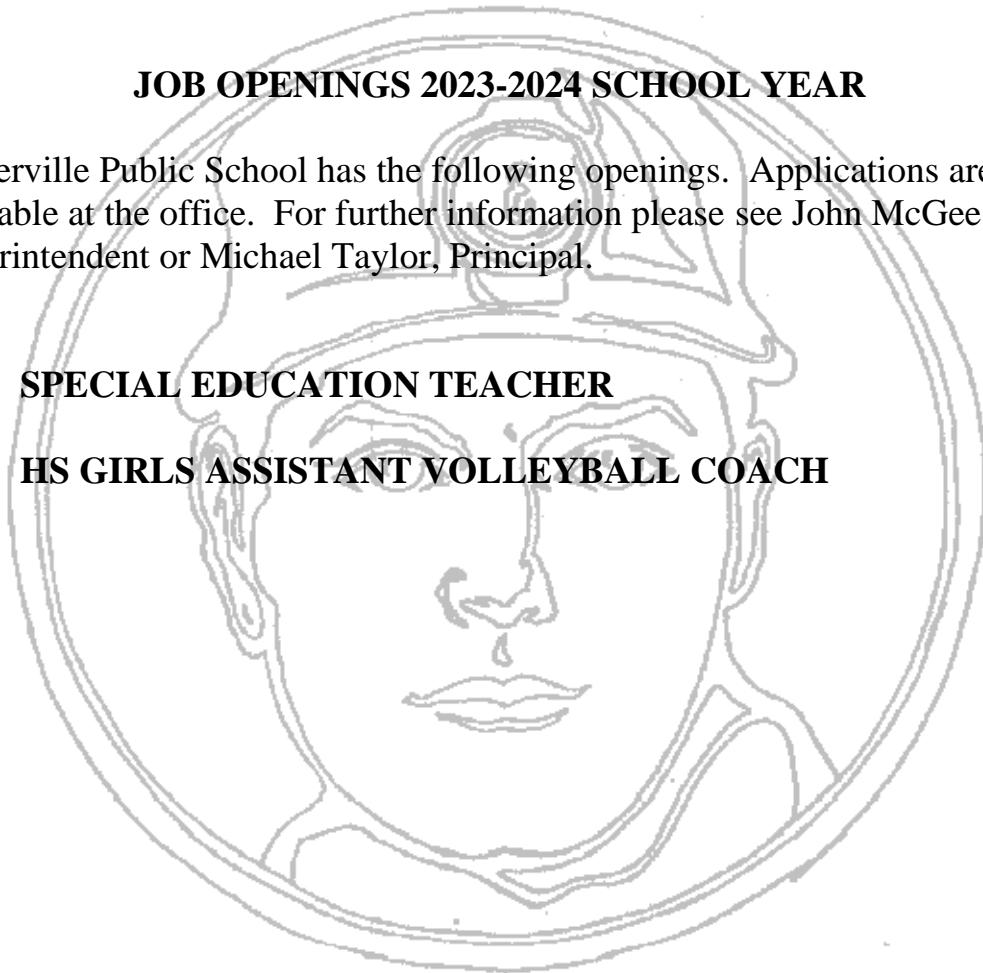 JOB OPENINGS 2023-2024 SCHOOL YEAR
erville Public School has the following openings.  Applications are
able at the office.  For further information please see John McGee
rintendent or Michael Taylor, Principal.
SPECIAL EDUCATION TEACHER
HS GIRLS ASSISTANT VOLLEYBALL COACH